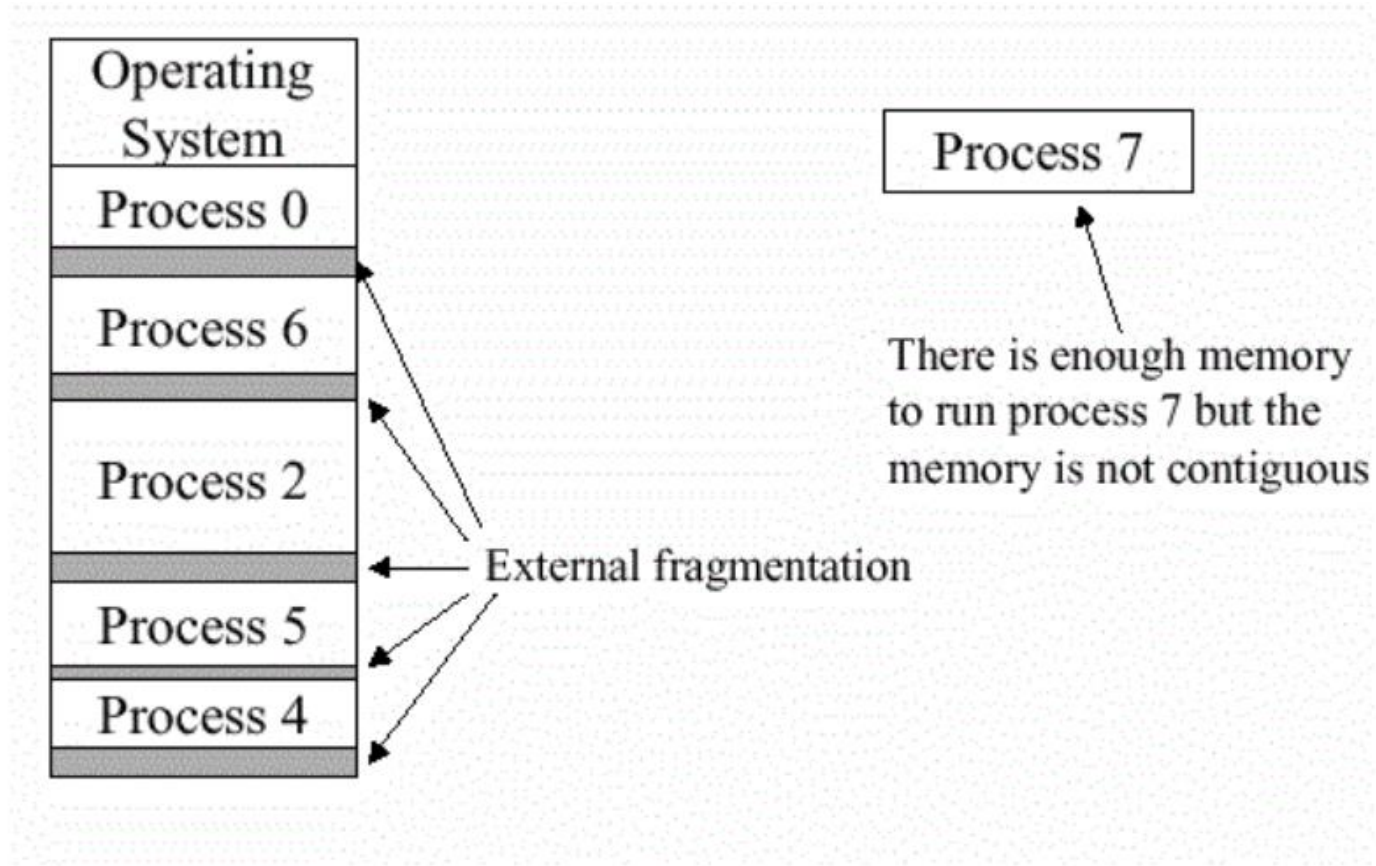 Operating
System
Process 0
Process 6
Process 2
Process 5
Process 4
External fragmentation
Process 7
There is enough memory
to run process 7 but the
memory is not contiguous